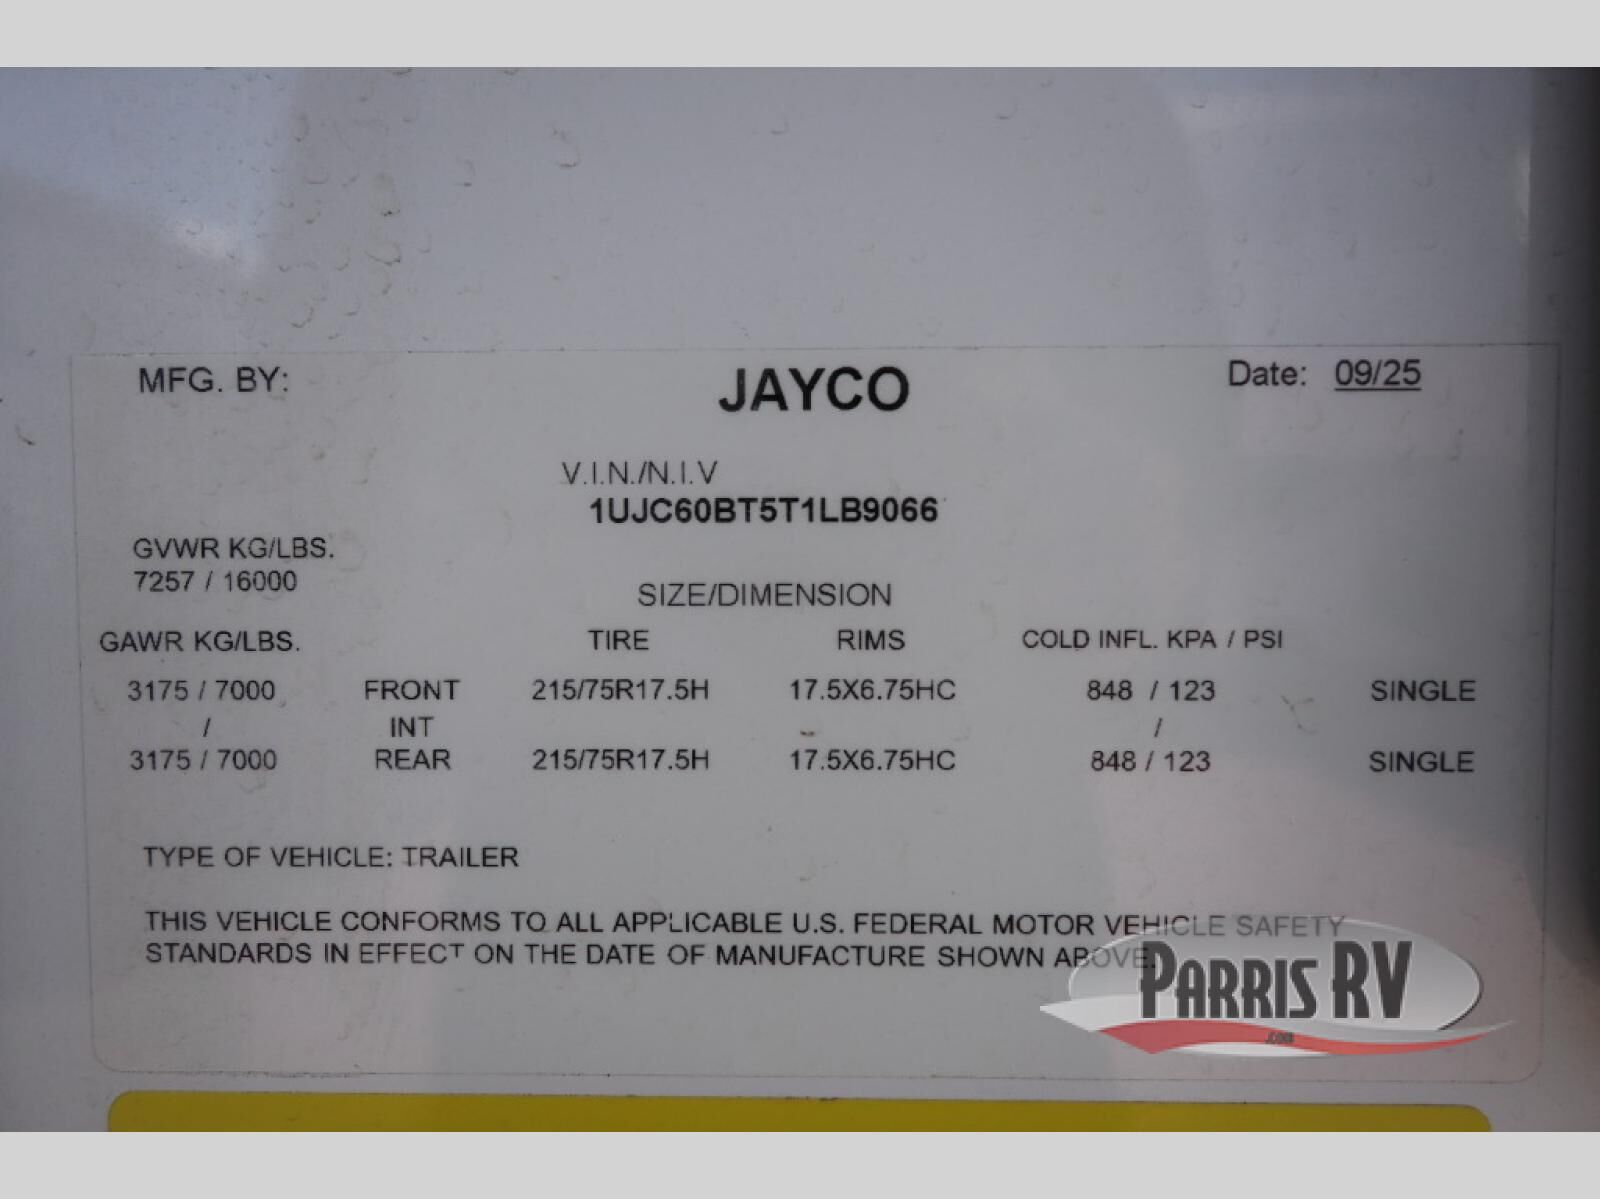 MFG. BY: JAYCO Date: 09/25
V.I.N./N.I.V
1UJC60BT5T1LB9066
GVWR KG/LBS.
7257 / 16000
SIZE/DIMENSION
GAWR KG/LBS. TIRE RIMS COLD INFL. KPA / PSI
3175 / 7000 FRONT 215/75R17.5H 17.5X6.75HC 848 / 123 SINGLE
/ INT /
3175 / 7000 REAR 215/75R17.5H 17.5X6.75HC 848 / 123 SINGLE
TYPE OF VEHICLE: TRAILER
THIS VEHICLE CONFORMS TO ALL APPLICABLE U.S. FEDERAL MOTOR VEHICLE SAFETY
STANDARDS IN EFFECT ON THE DATE OF MANUFACTURE SHOWN ABOVE.
PARRIS RV
.COM